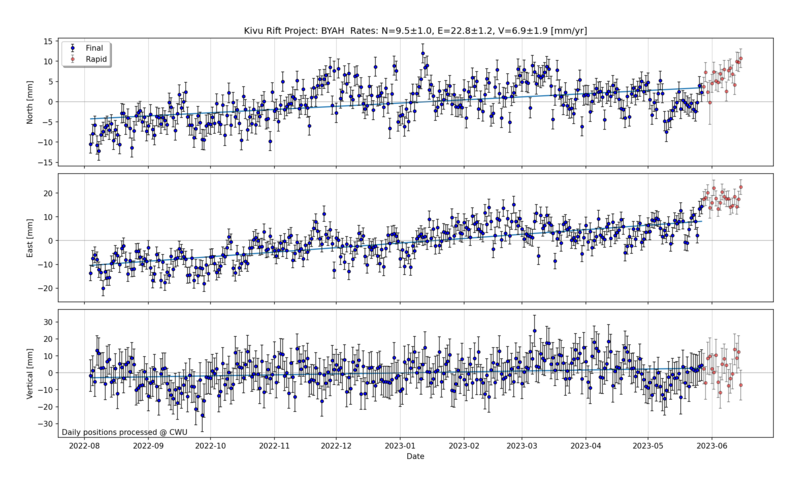 Kivu Rift Project: BYAH  Rates: N=9.5±1.0, E=22.8±1.2, V=6.9±1.9 [mm/yr]
Final
Rapid
15
10
5
0
−5
−10
−15
North [mm]
20
10
0
−10
−20
East [mm]
30
20
10
0
−10
−20
−30
Vertical [mm]
Daily positions processed @ CWU
2022-08 2022-09 2022-10 2022-11 2022-12 2023-01 2023-02 2023-03 2023-04 2023-05 2023-06
Date